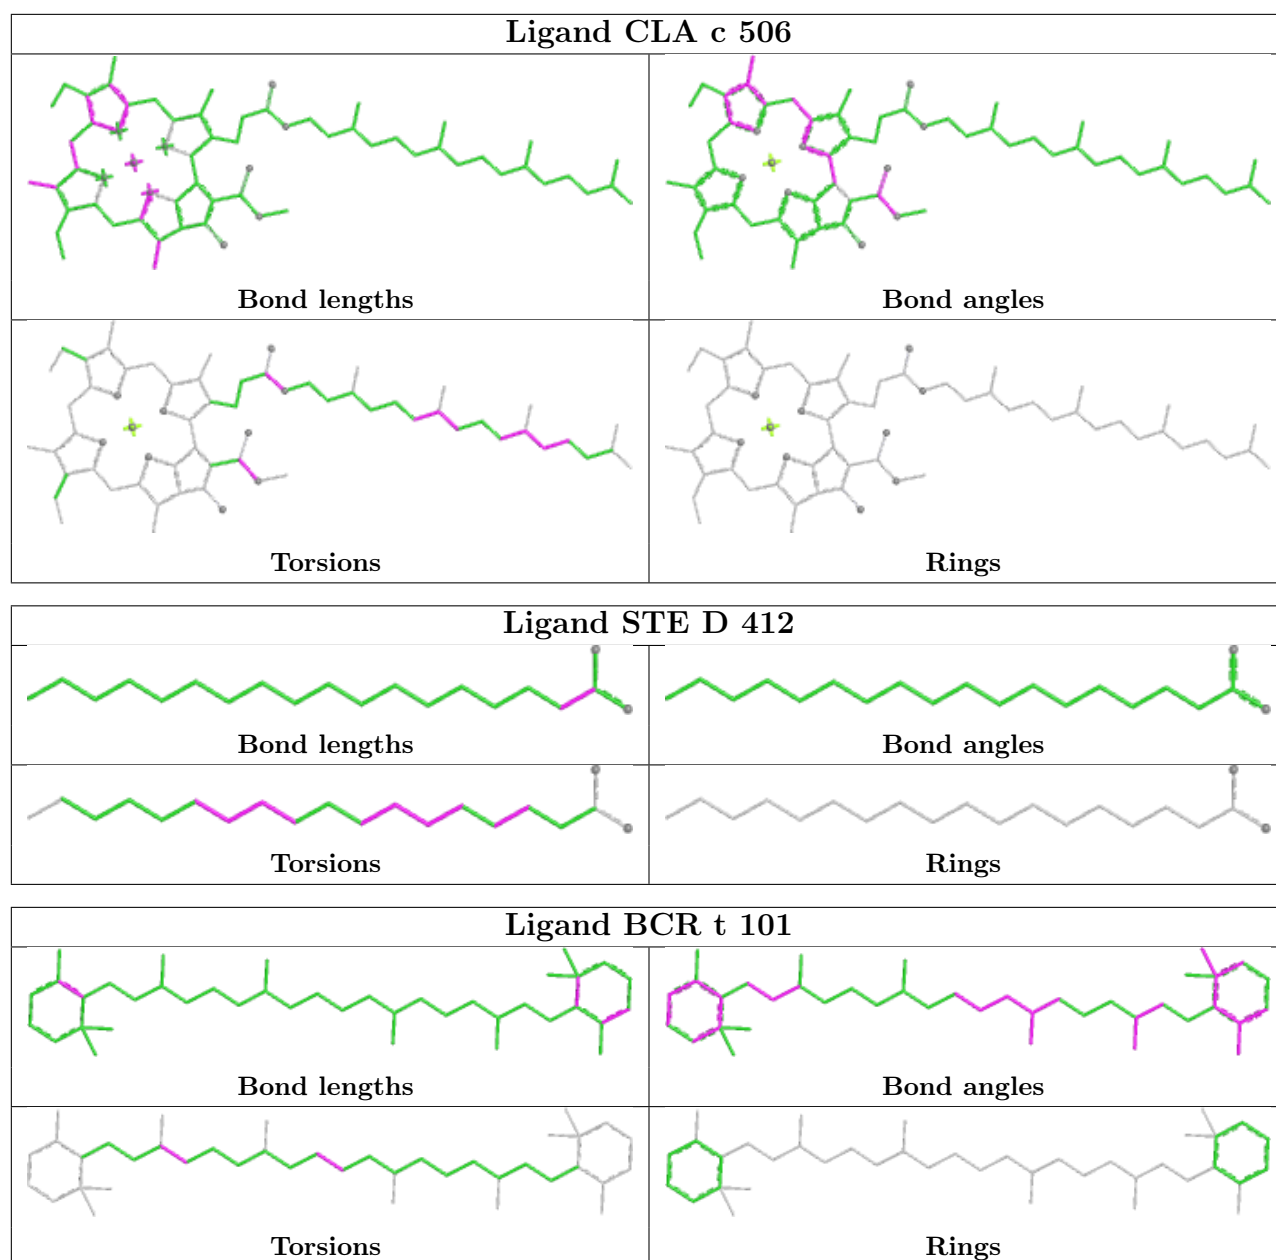 Ligand CLA c 506
Bond lengths
Bond angles
Torsions
Rings
Ligand STE D 412
Bond lengths
Bond angles
Torsions
Rings
Ligand BCR t 101
Bond lengths
Bond angles
Torsions
Rings